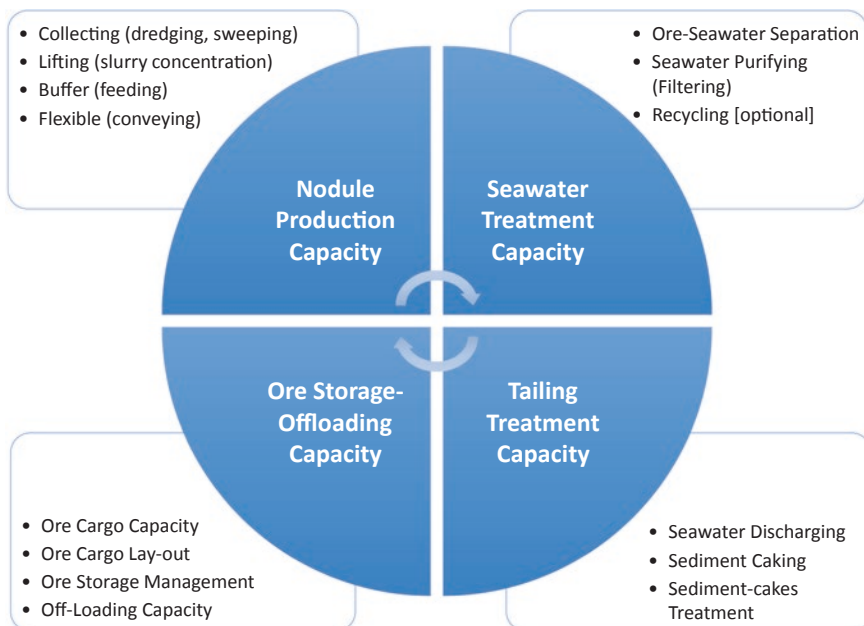 • Collecting (dredging, sweeping)
• Lifting (slurry concentration)
• Buffer (feeding)
• Flexible (conveying)
• Ore-Seawater Separation
• Seawater Purifying
(Filtering)
• Recycling [optional]
Nodule
Production
Capacity
Seawater
Treatment
Capacity
Ore Storage-
Offloading
Capacity
Tailing
Treatment
Capacity
• Ore Cargo Capacity
• Ore Cargo Lay-out
• Ore Storage Management
• Off-Loading Capacity
• Seawater Discharging
• Sediment Caking
• Sediment-cakes
Treatment